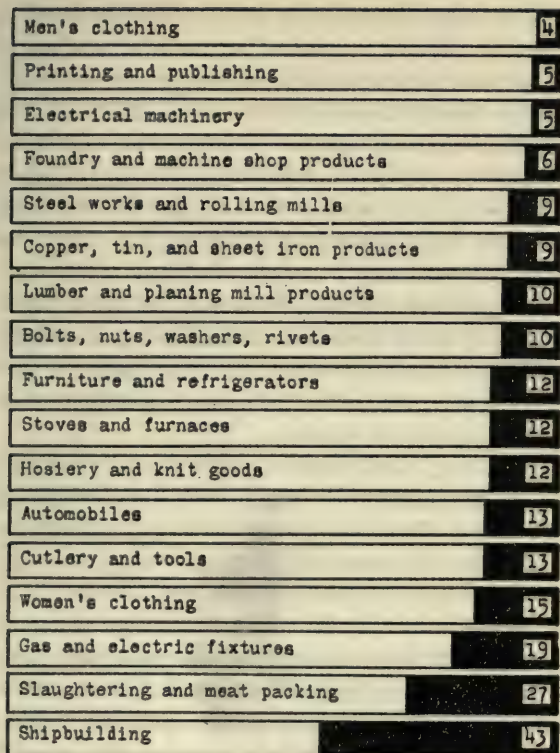 Men's clothing 4
Printing and publishing 5
Electrical machinery 5
Foundry and machine shop products 6
Steel works and rolling mills 9
Copper, tin, and sheet iron products 9
Lumber and planing mill products 10
Bolts, nuts, washers, rivets 10
Furniture and refrigerators 12
Stoves and furnaces 12
Hosiery and knit goods 12
Automobiles 13
Cutlery and tools 13
Women's clothing 15
Gas and electric fixtures 19
Slaughtering and meat packing 27
Shipbuilding 43